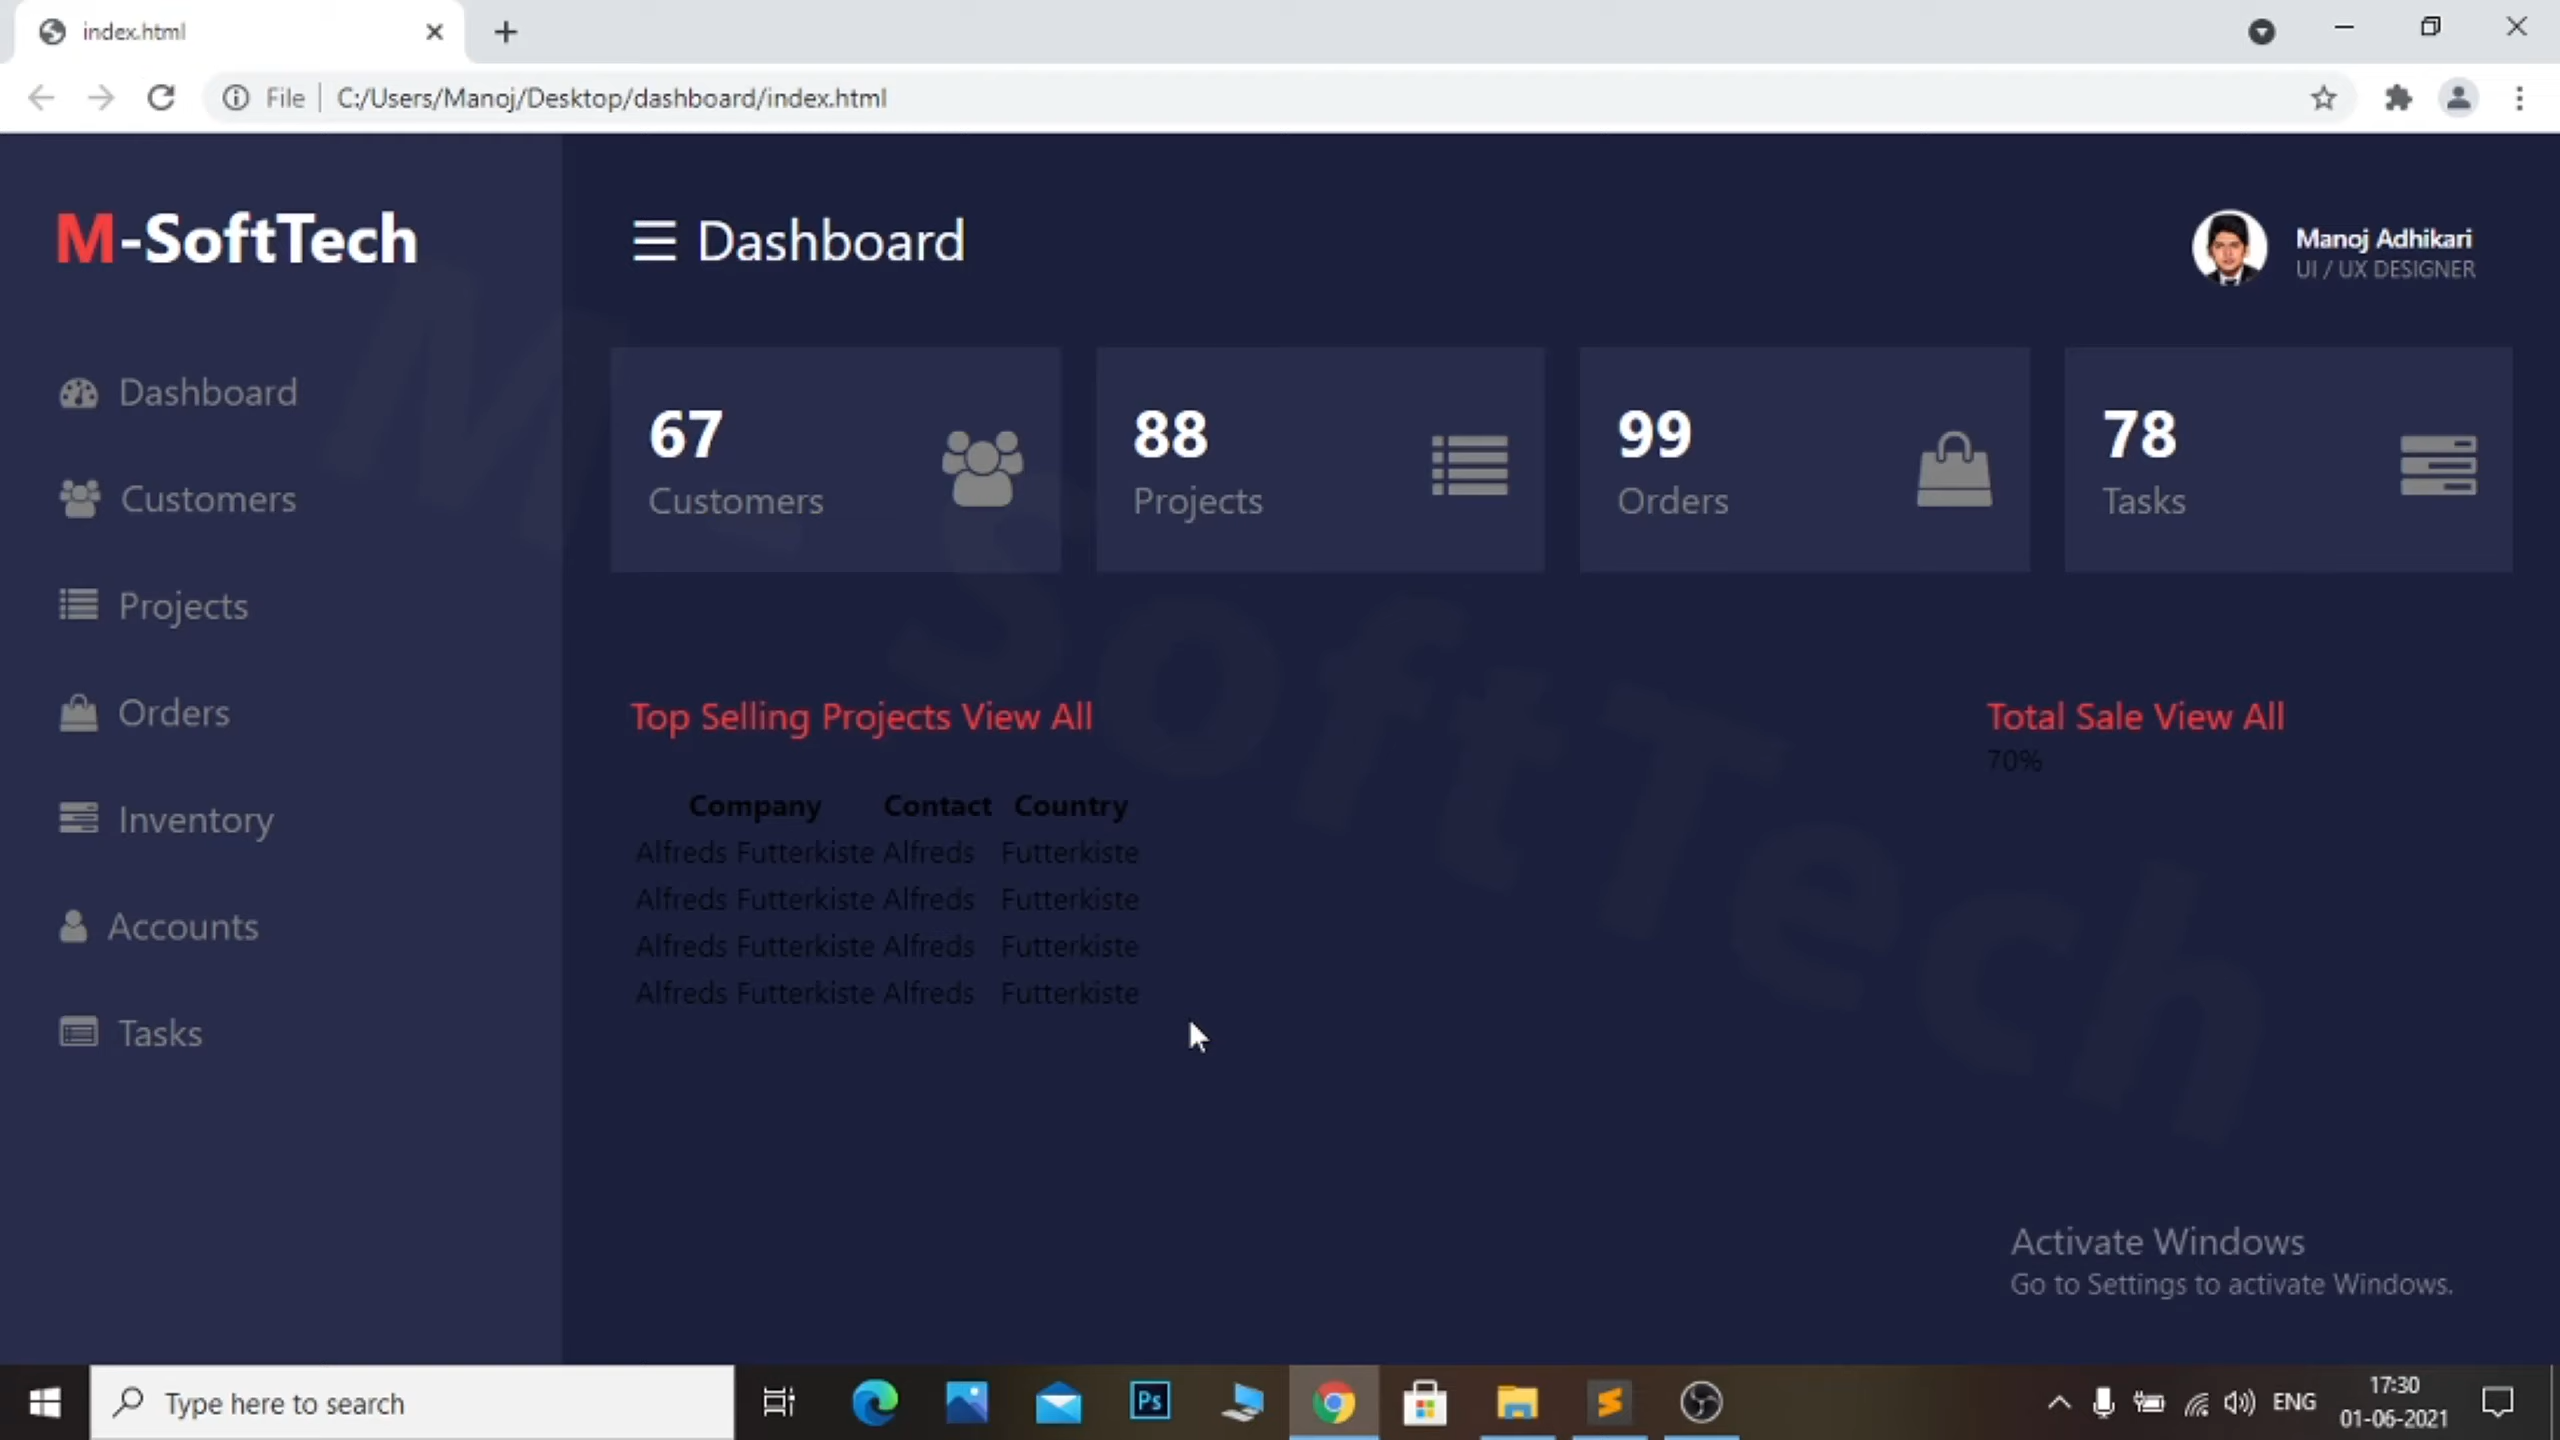 index.html
File
C:/Users/Manoj/Desktop/dashboard/index.html
M-SoftTech
☰ Dashboard
Manoj Adhikari
UI / UX DESIGNER
Dashboard
Customers
Projects
Orders
Inventory
Accounts
Tasks
67
Customers
88
Projects
99
Orders
78
Tasks
Top Selling Projects View All
Company Contact Country
Alfreds Futterkiste Alfreds Futterkiste
Alfreds Futterkiste Alfreds Futterkiste
Alfreds Futterkiste Alfreds Futterkiste
Alfreds Futterkiste Alfreds Futterkiste
Total Sale View All
70%
M - SoftTech
Activate Windows
Go to Settings to activate Windows.
Type here to search
Ps
ENG
17:30
01-06-2021